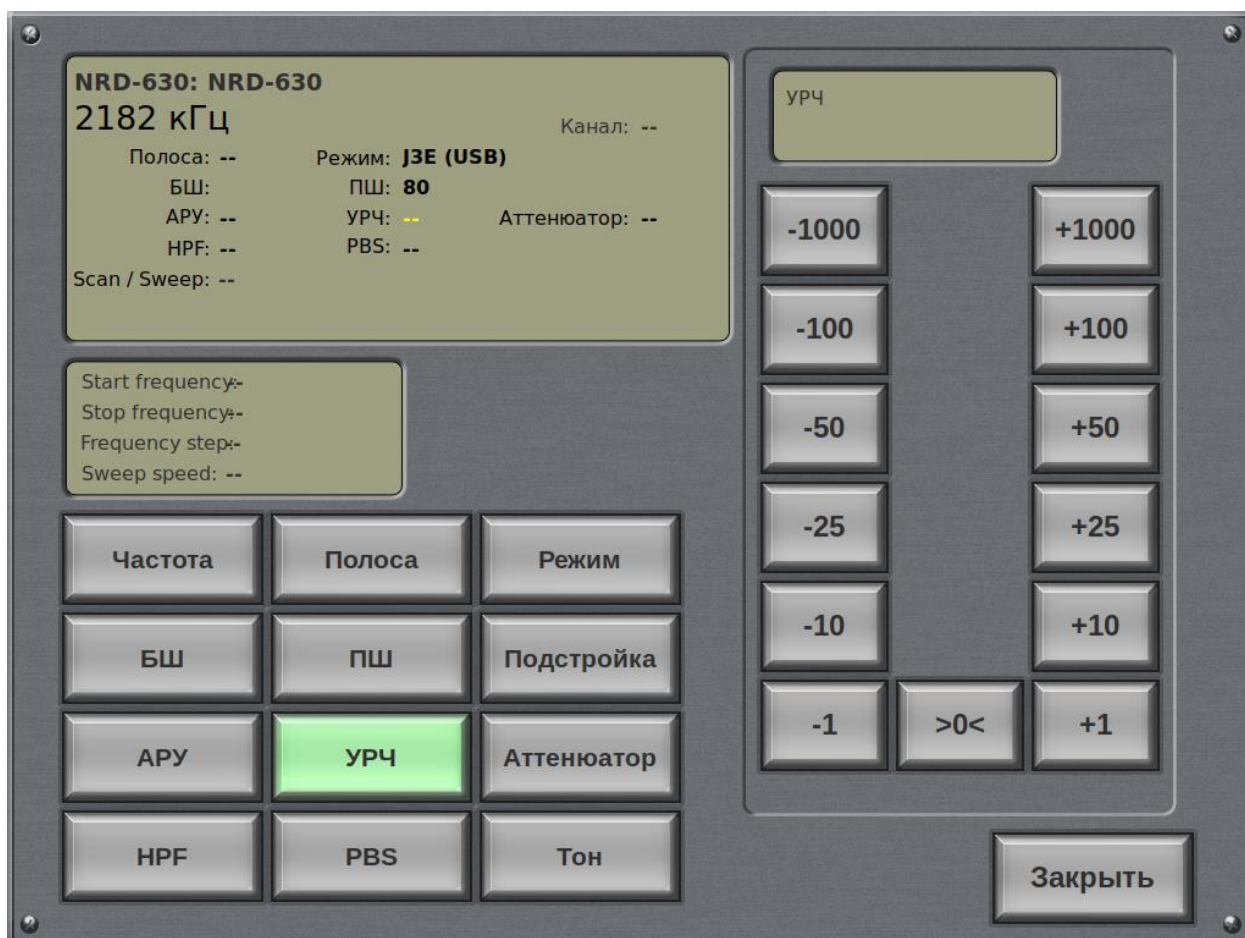 NRD-630: NRD-630
2182 кГц
Канал: --
Полоса: -- Режим: J3E (USB)
БШ: ПШ: 80
АРУ: -- УРЧ: -- Аттенюатор: --
HPF: -- PBS: --
Scan / Sweep: --
Start frequency: --
Stop frequency: --
Frequency step: --
Sweep speed: --
Частота Полоса Режим
БШ ПШ Подстройка
АРУ УРЧ Аттенюатор
HPF PBS Тон
УРЧ
-1000 +1000
-100 +100
-50 +50
-25 +25
-10 +10
-1 >0< +1
Закрыть